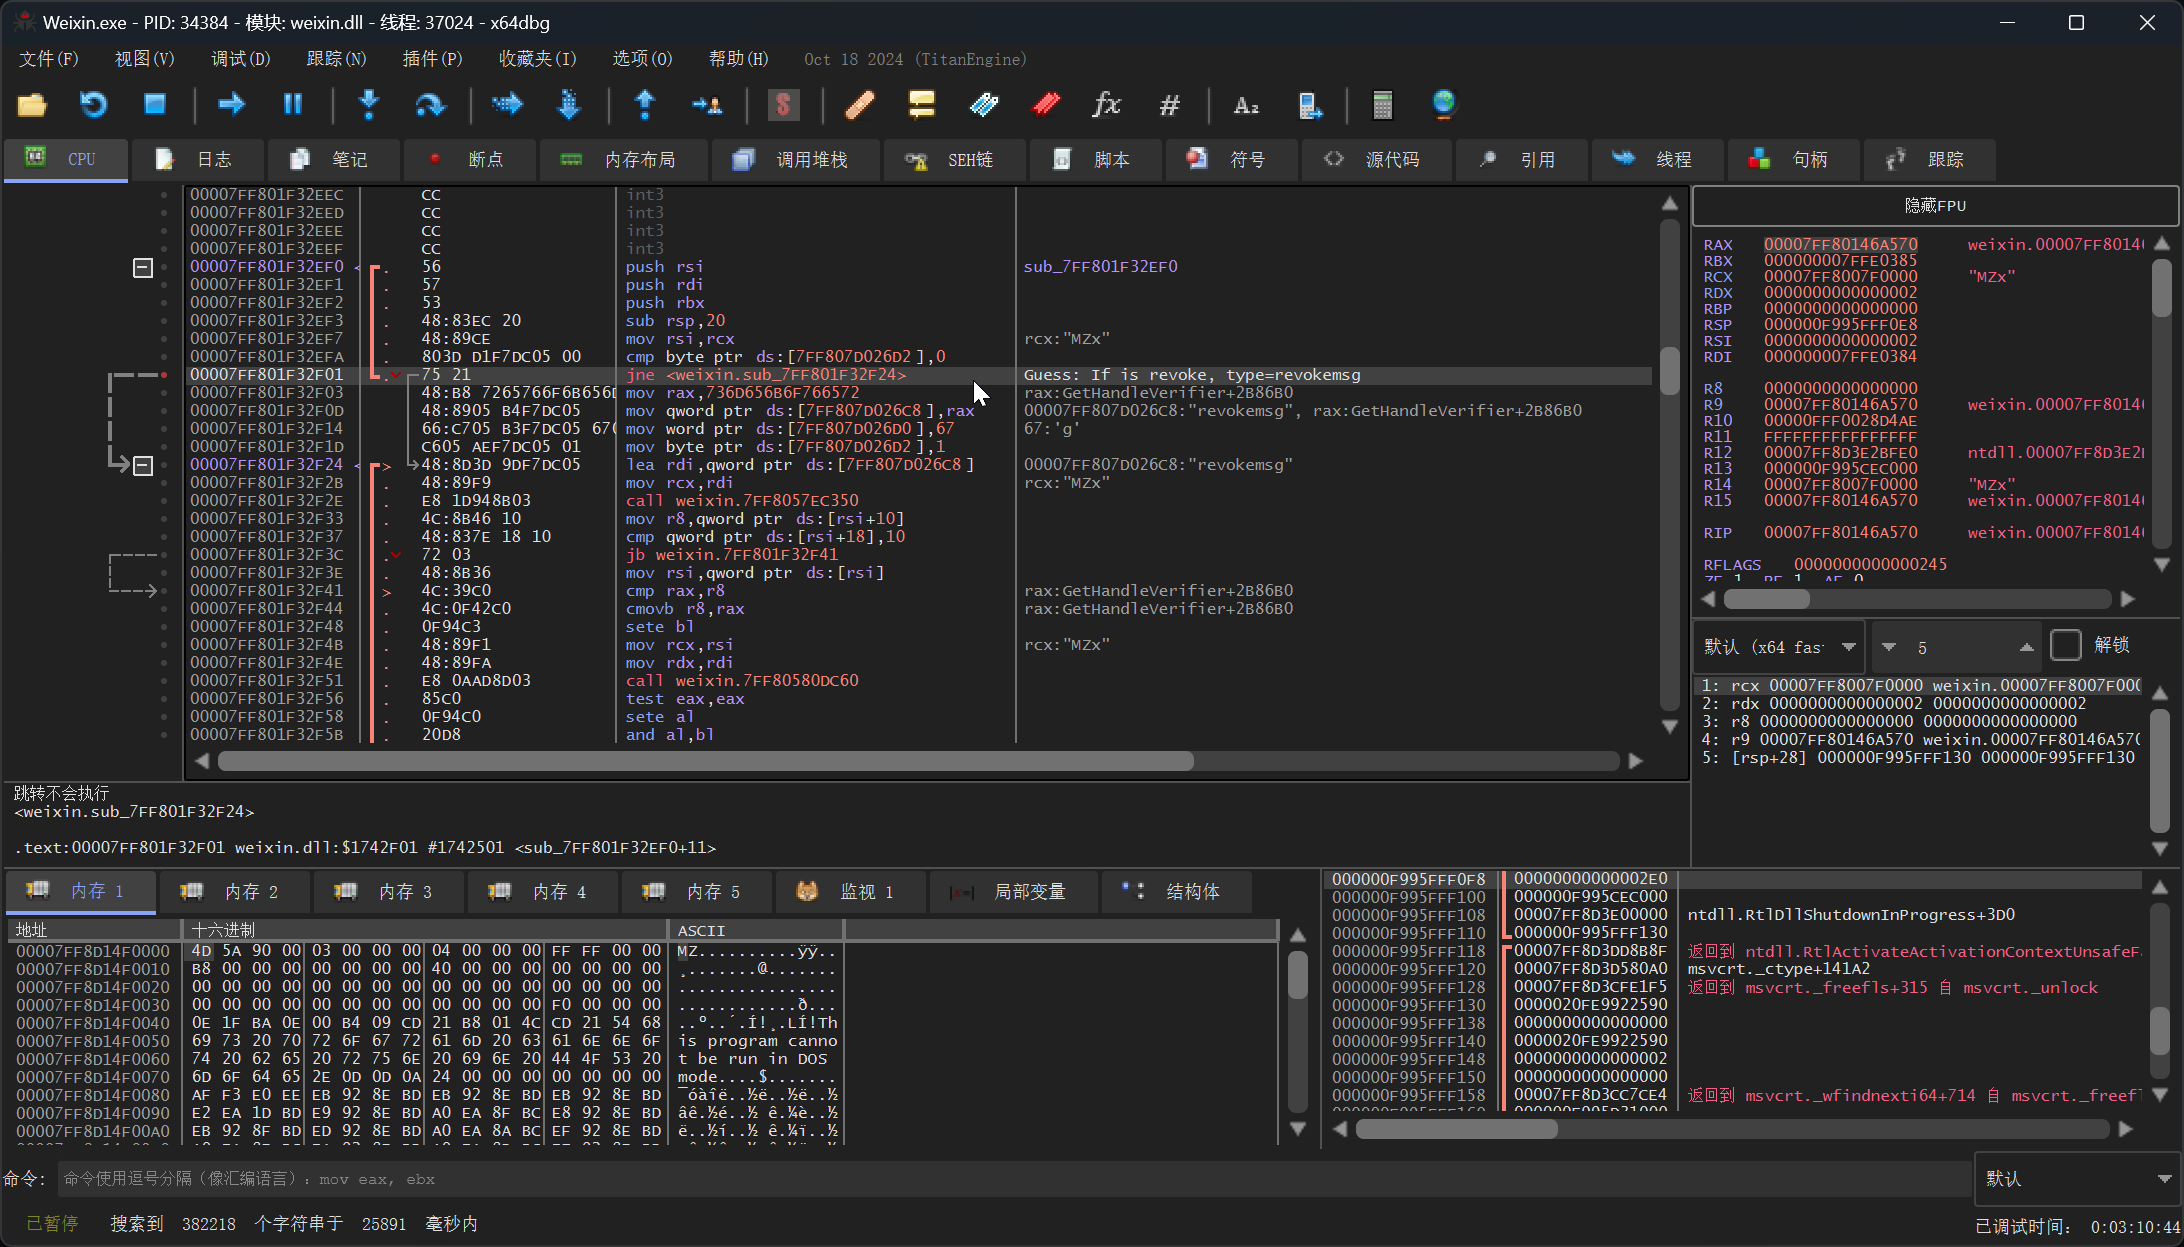 Weixin.exe - PID: 34384 - 模块: weixin.dll - 线程: 37024 - x64dbg
文件(F) 视图(V) 调试(D) 跟踪(N) 插件(P) 收藏夹(I) 选项(O) 帮助(H) Oct 18 2024 (TitanEngine)
CPU 日志 笔记 断点 内存布局 调用堆栈 SEH链 脚本 符号 源代码 引用 线程 句柄 跟踪
00007FF801F32EEC CC int3
00007FF801F32EED CC int3
00007FF801F32EEE CC int3
00007FF801F32EEF CC int3
00007FF801F32EF0 56 push rsi sub_7FF801F32EF0
00007FF801F32EF1 57 push rdi
00007FF801F32EF2 53 push rbx
00007FF801F32EF3 48:83EC 20 sub rsp,20
00007FF801F32EF7 48:89CE mov rsi,rcx rcx:"MZx"
00007FF801F32EFA 803D D1F7DC05 00 cmp byte ptr ds:[7FF807D026D2],0
00007FF801F32F01 75 21 jne <weixin.sub_7FF801F32F24> Guess: If is revoke, type=revokemsg
00007FF801F32F03 48:B8 7265766F6B656D mov rax,736D656B6F766572 rax:GetHandleVerifier+2B86B0
00007FF801F32F0D 48:8905 B4F7DC05 mov qword ptr ds:[7FF807D026C8],rax 00007FF807D026C8:"revokemsg", rax:GetHandleVerifier+2B86B0
00007FF801F32F14 66:C705 B3F7DC05 670 mov word ptr ds:[7FF807D026D0],67 67:'g'
00007FF801F32F1D C605 AEF7DC05 01 mov byte ptr ds:[7FF807D026D2],1
00007FF801F32F24 48:8D3D 9DF7DC05 lea rdi,qword ptr ds:[7FF807D026C8] 00007FF807D026C8:"revokemsg"
00007FF801F32F2B 48:89F9 mov rcx,rdi rcx:"MZx"
00007FF801F32F2E E8 1D948B03 call weixin.7FF8057EC350
00007FF801F32F33 4C:8B46 10 mov r8,qword ptr ds:[rsi+10]
00007FF801F32F37 48:837E 18 10 cmp qword ptr ds:[rsi+18],10
00007FF801F32F3C 72 03 jb weixin.7FF801F32F41
00007FF801F32F3E 48:8B36 mov rsi,qword ptr ds:[rsi]
00007FF801F32F41 4C:39C0 cmp rax,r8 rax:GetHandleVerifier+2B86B0
00007FF801F32F44 4C:0F42C0 cmovb r8,rax rax:GetHandleVerifier+2B86B0
00007FF801F32F48 0F94C3 sete bl
00007FF801F32F4B 48:89F1 mov rcx,rsi rcx:"MZx"
00007FF801F32F4E 48:89FA mov rdx,rdi
00007FF801F32F51 E8 0AAD8D03 call weixin.7FF80580DC60
00007FF801F32F56 85C0 test eax,eax
00007FF801F32F58 0F94C0 sete al
00007FF801F32F5B 20D8 and al,bl
隐藏FPU
RAX 00007FF80146A570 weixin.00007FF80146
RBX 000000007FFE0385
RCX 00007FF8007F0000 "MZx"
RDX 0000000000000002
RBP 0000000000000000
RSP 000000F995FFF0E8
RSI 0000000000000002
RDI 000000007FFE0384
R8 0000000000000000
R9 00007FF80146A570 weixin.00007FF80146
R10 00000FFF0028D4AE
R11 FFFFFFFFFFFFFFFF
R12 00007FF8D3E2BFE0 ntdll.00007FF8D3E2
R13 000000F995CEC000
R14 00007FF8007F0000 "MZx"
R15 00007FF80146A570 weixin.00007FF80146
RIP 00007FF80146A570 weixin.00007FF80146
RFLAGS 0000000000000245
ZF 1 PF 1 AF 0
默认 (x64 fas 5 解锁
1: rcx 00007FF8007F0000 weixin.00007FF8007F000
2: rdx 0000000000000002 0000000000000002
3: r8 0000000000000000 0000000000000000
4: r9 00007FF80146A570 weixin.00007FF80146A570
5: [rsp+28] 000000F995FFF130 000000F995FFF130
跳转不会执行
<weixin.sub_7FF801F32F24>
.text:00007FF801F32F01 weixin.dll:$1742F01 #1742501 <sub_7FF801F32EF0+11>
内存 1 内存 2 内存 3 内存 4 内存 5 监视 1 局部变量 结构体
地址 十六进制 ASCII
00007FF8D14F0000 4D 5A 90 00 03 00 00 00 04 00 00 00 FF FF 00 00 MZ..........ÿÿ..
00007FF8D14F0010 B8 00 00 00 00 00 00 00 40 00 00 00 00 00 00 00 ¸.......@.......
00007FF8D14F0020 00 00 00 00 00 00 00 00 00 00 00 00 00 00 00 00 ................
00007FF8D14F0030 00 00 00 00 00 00 00 00 00 00 00 00 F0 00 00 00 ............ð...
00007FF8D14F0040 0E 1F BA 0E 00 B4 09 CD 21 B8 01 4C CD 21 54 68 ..º..´.Í!¸.LÍ!Th
00007FF8D14F0050 69 73 20 70 72 6F 67 72 61 6D 20 63 61 6E 6E 6F is program canno
00007FF8D14F0060 74 20 62 65 20 72 75 6E 20 69 6E 20 44 4F 53 20 t be run in DOS
00007FF8D14F0070 6D 6F 64 65 2E 0D 0D 0A 24 00 00 00 00 00 00 00 mode....$.......
00007FF8D14F0080 AF F3 E0 EE EB 92 8E BD EB 92 8E BD EB 92 8E BD ¯óàîë..½ë..½ë..½
00007FF8D14F0090 E2 EA 1D BD E9 92 8E BD A0 EA 8F BC E8 92 8E BD âê.½é..½ ê.¼è..½
00007FF8D14F00A0 EB 92 8F BD ED 92 8E BD A0 EA 8A BC EF 92 8E BD ë..½í..½ ê.¼ï..½
000000F995FFF0F8 00000000000002E0
000000F995FFF100 000000F995CEC000
000000F995FFF108 00007FF8D3E00000 ntdll.RtlDllShutdownInProgress+3D0
000000F995FFF110 000000F995FFF130
000000F995FFF118 00007FF8D3DD8B8F 返回到 ntdll.RtlActivateActivationContextUnsafeF
000000F995FFF120 00007FF8D3D580A0 msvcrt._ctype+141A2
000000F995FFF128 00007FF8D3CFE1F5 返回到 msvcrt._freefls+315 自 msvcrt._unlock
000000F995FFF130 0000020FE9922590
000000F995FFF138 0000000000000000
000000F995FFF140 0000020FE9922590
000000F995FFF148 0000000000000002
000000F995FFF150 0000000000000000
000000F995FFF158 00007FF8D3CC7CE4 返回到 msvcrt._wfindnexti64+714 自 msvcrt._freefl
000000F995FFF160 000000F995D31000
命令: 命令使用逗号分隔（像汇编语言）: mov eax, ebx 默认
已暂停 搜索到 382218 个字符串于 25891 毫秒内 已调试时间: 0:03:10:44